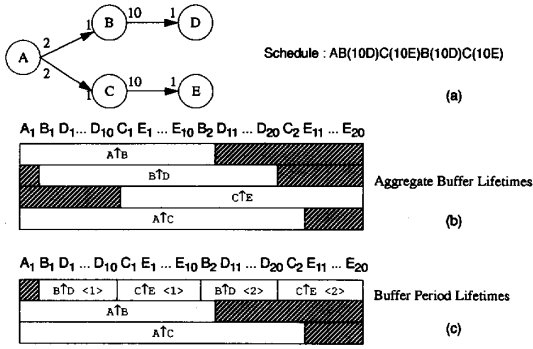 B 10 1 D
2 1
A
2 1
C 10 1 E
Schedule : AB(10D)C(10E)B(10D)C(10E)
(a)
A1 B1 D1 ... D10 C1 E1 ... E10 B2 D11 ... D20 C2 E11 ... E20
A↑B
B↑D
C↑E
A↑C
Aggregate Buffer Lifetimes
(b)
A1 B1 D1 ... D10 C1 E1 ... E10 B2 D11 ... D20 C2 E11 ... E20
B↑D <1> C↑E <1> B↑D <2> C↑E <2>
A↑B
A↑C
Buffer Period Lifetimes
(c)